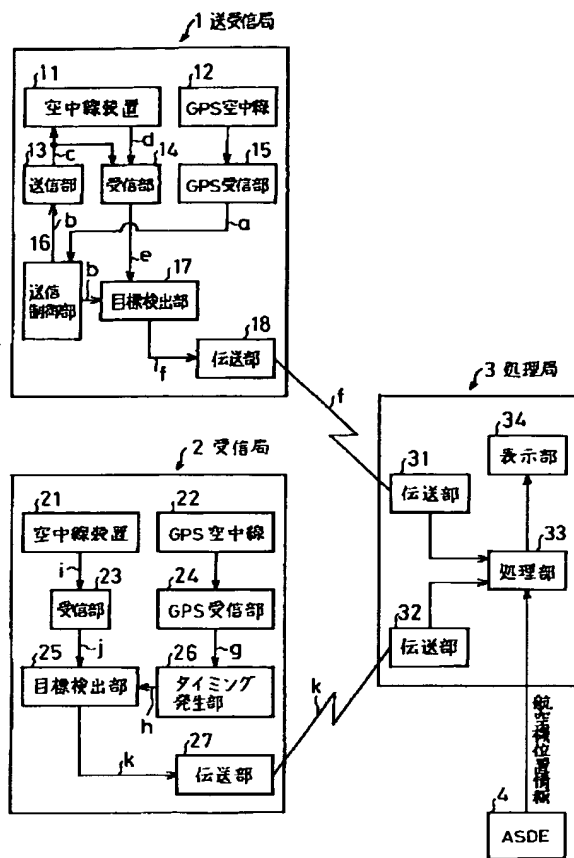 1 送受信局
11
空中線装置
12
GPS空中線
d
c
13
送信部
14
受信部
15
GPS受信部
b
a
16
送信制御部
e
b
17
目標検出部
18
伝送部
f
f
3 処理局
34
表示部
31
伝送部
33
処理部
32
伝送部
2 受信局
21
空中線装置
22
GPS空中線
i
23
受信部
24
GPS受信部
j
g
25
目標検出部
26
タイミング
発生部
h
k
27
伝送部
k
航空機位置情報
4
ASDE